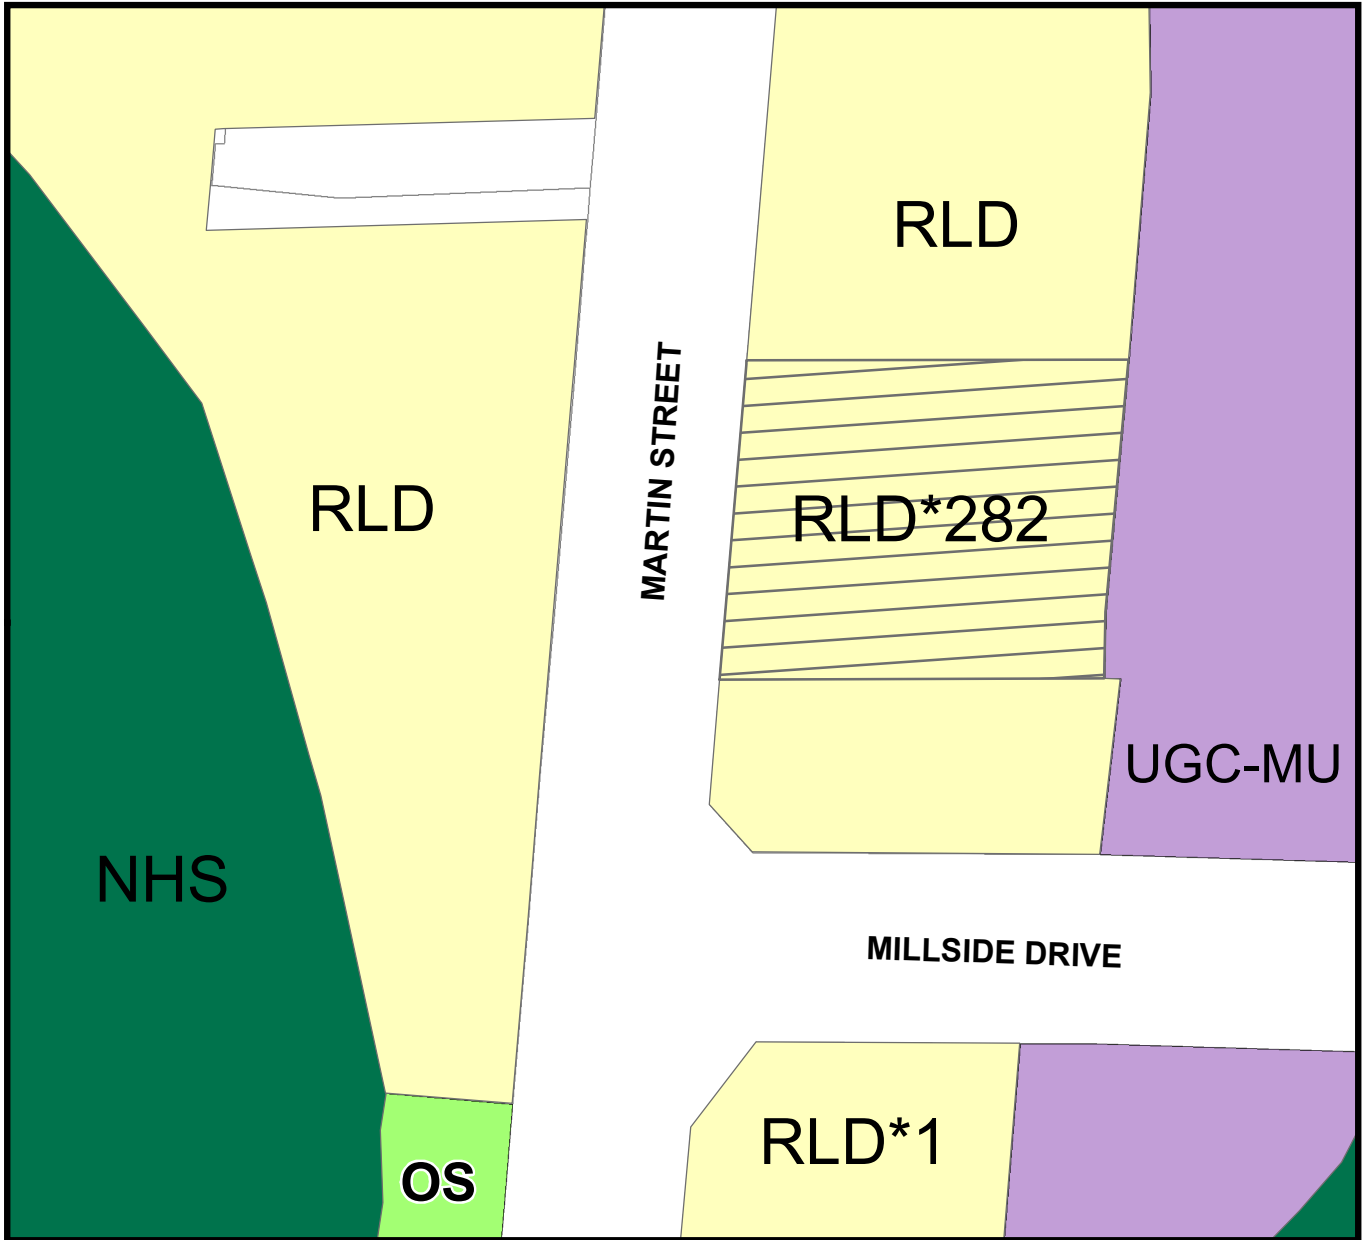 RLD
MARTIN STREET
RLD
RLD*282
UGC-MU
NHS
MILLSIDE DRIVE
RLD*1
OS